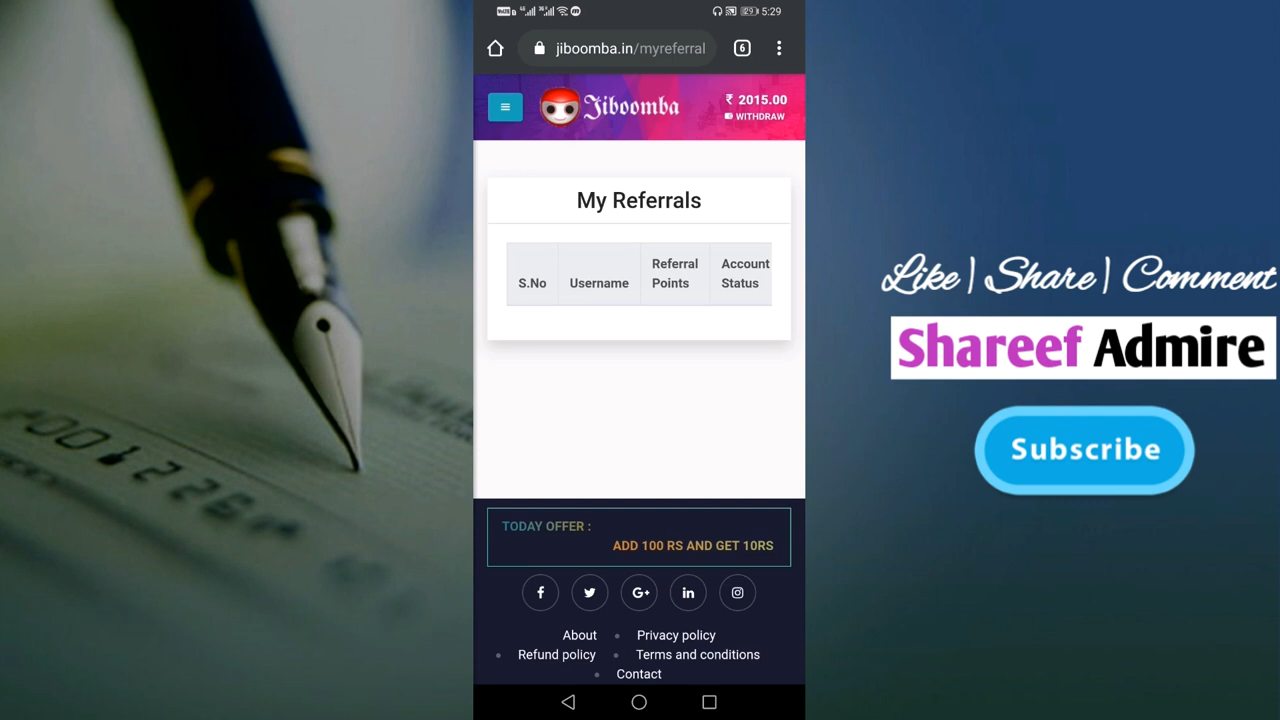 5:29
jiboomba.in/myreferral
6
Jiboomba
₹ 2015.00
WITHDRAW
My Referrals
S.No
Username
Referral Points
Account Status
TODAY OFFER :
ADD 100 RS AND GET 10RS
About
Privacy policy
Refund policy
Terms and conditions
Contact
Like | Share | Comment
Shareef Admire
Subscribe